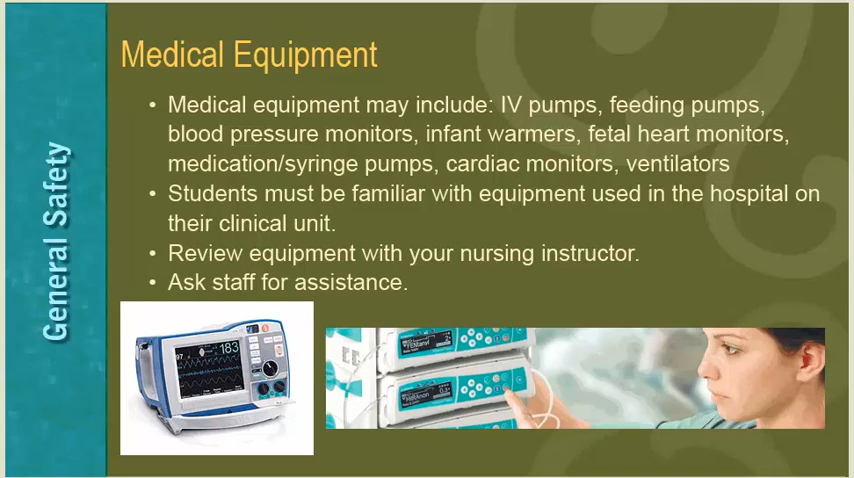 General Safety
Medical Equipment
• Medical equipment may include: IV pumps, feeding pumps,
blood pressure monitors, infant warmers, fetal heart monitors,
medication/syringe pumps, cardiac monitors, ventilators
• Students must be familiar with equipment used in the hospital on
their clinical unit.
• Review equipment with your nursing instructor.
• Ask staff for assistance.
183
97